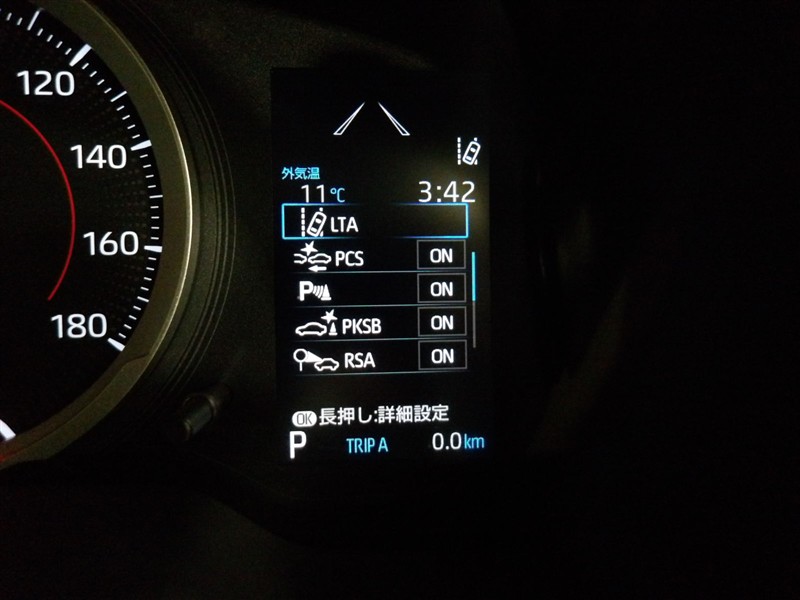 120
140
160
180
外気温
11℃ 3:42
LTA
PCS ON
P ON
PKSB ON
RSA ON
OK 長押し:詳細設定
P TRIP A 0.0km